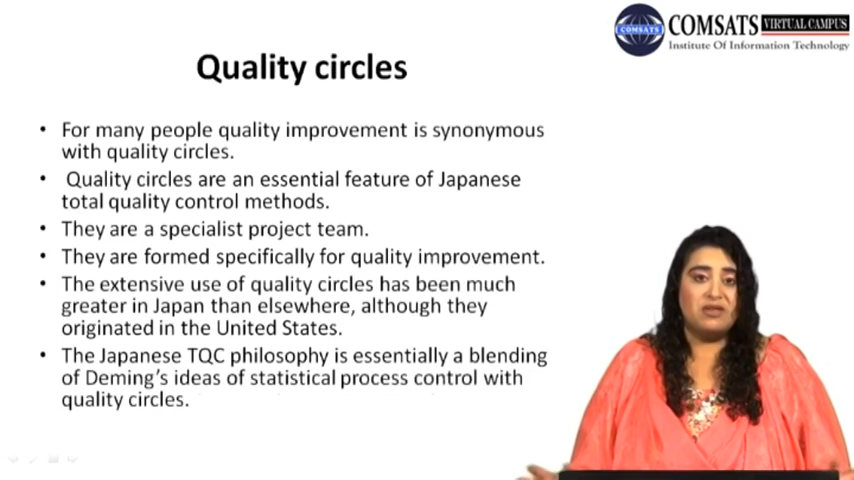 COMSATS VIRTUAL CAMPUS
COMSATS
Institute Of Information Technology
Quality circles
• For many people quality improvement is synonymous
with quality circles.
• Quality circles are an essential feature of Japanese
total quality control methods.
• They are a specialist project team.
• They are formed specifically for quality improvement.
• The extensive use of quality circles has been much
greater in Japan than elsewhere, although they
originated in the United States.
• The Japanese TQC philosophy is essentially a blending
of Deming's ideas of statistical process control with
quality circles.